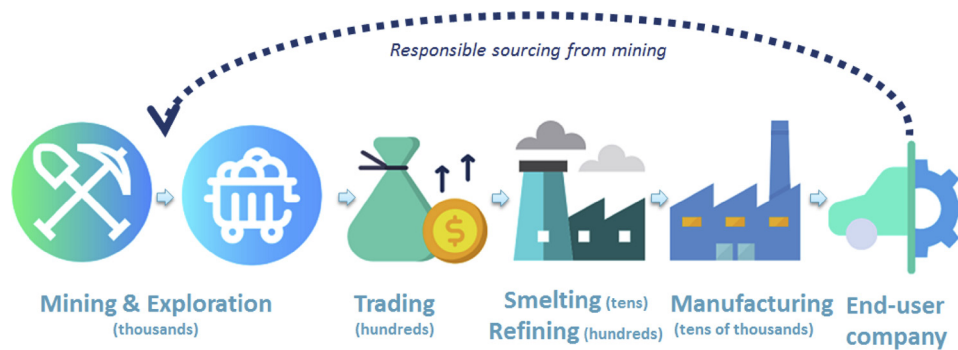 Responsible sourcing from mining
Mining & Exploration
(thousands)
Trading
(hundreds)
Smelting (tens)
Refining (hundreds)
Manufacturing
(tens of thousands)
End-user
company
$